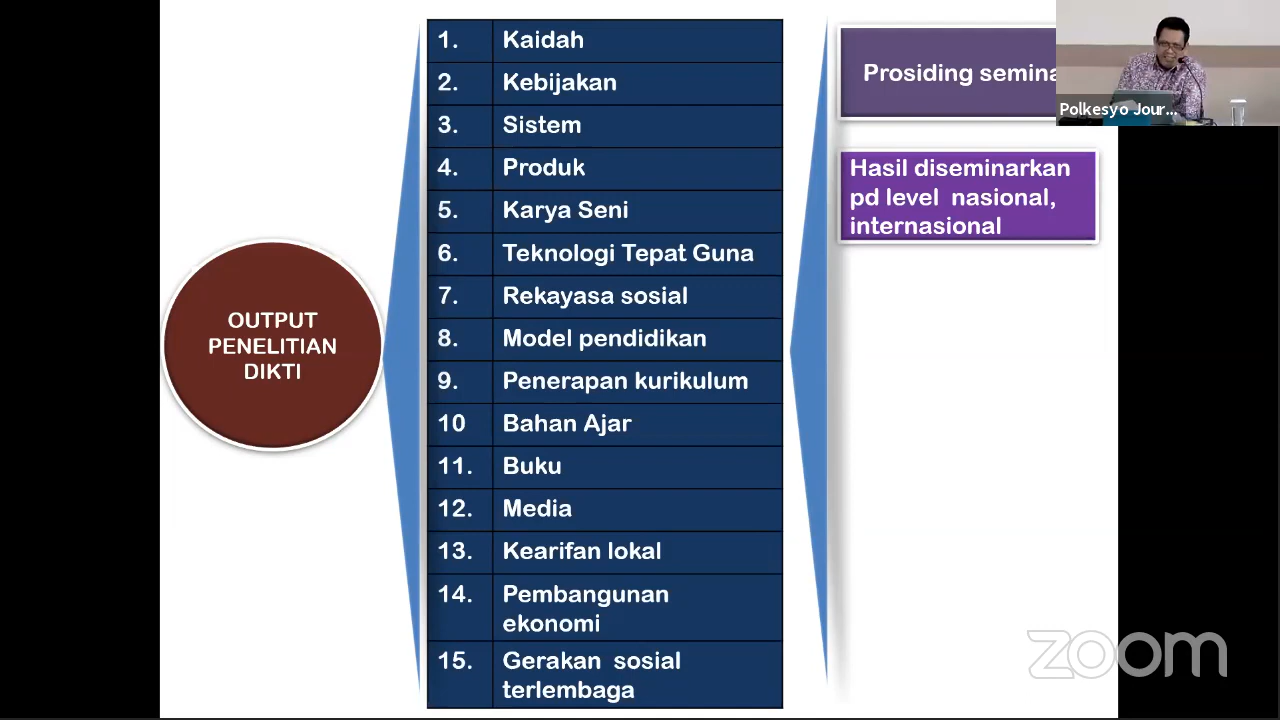 OUTPUT
PENELITIAN
DIKTI
1. Kaidah
2. Kebijakan
3. Sistem
4. Produk
5. Karya Seni
6. Teknologi Tepat Guna
7. Rekayasa sosial
8. Model pendidikan
9. Penerapan kurikulum
10 Bahan Ajar
11. Buku
12. Media
13. Kearifan lokal
14. Pembangunan
ekonomi
15. Gerakan sosial
terlembaga
Prosiding semina
Hasil diseminarkan
pd level nasional,
internasional
Polkesyo Jour...
zoom